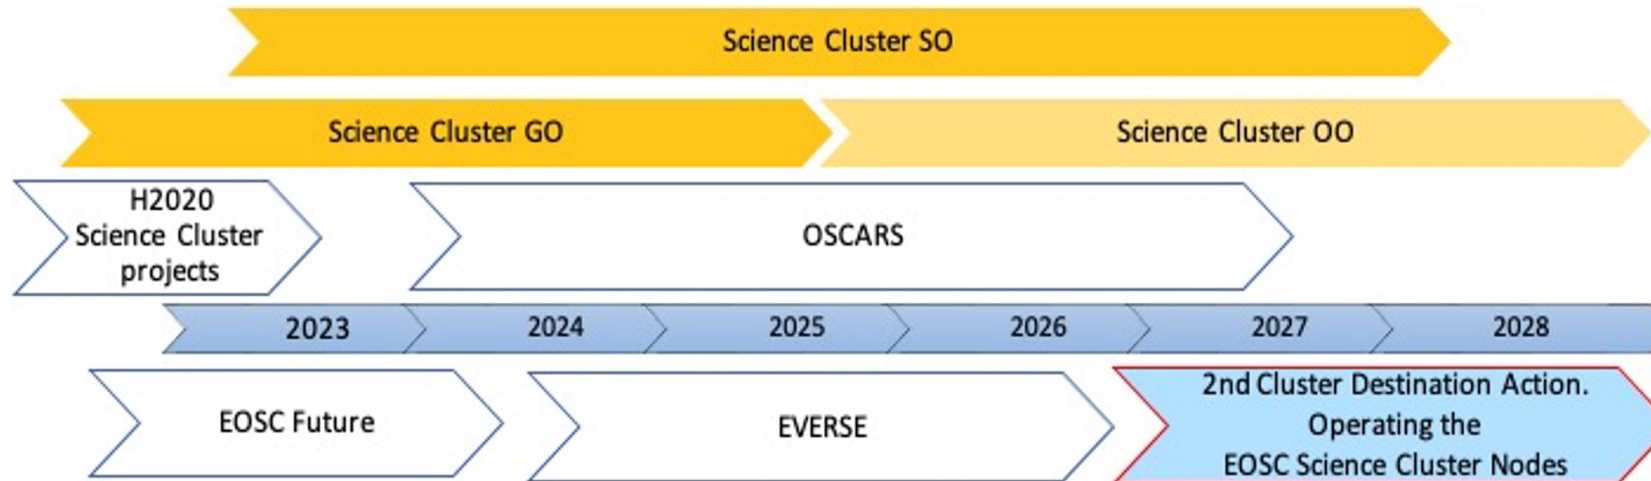 Science Cluster SO
Science Cluster GO
Science Cluster OO
H2020
Science Cluster
projects
OSCARS
2023
2024
2025
2026
2027
2028
EOSC Future
EVERSE
2nd Cluster Destination Action.
Operating the
EOSC Science Cluster Nodes